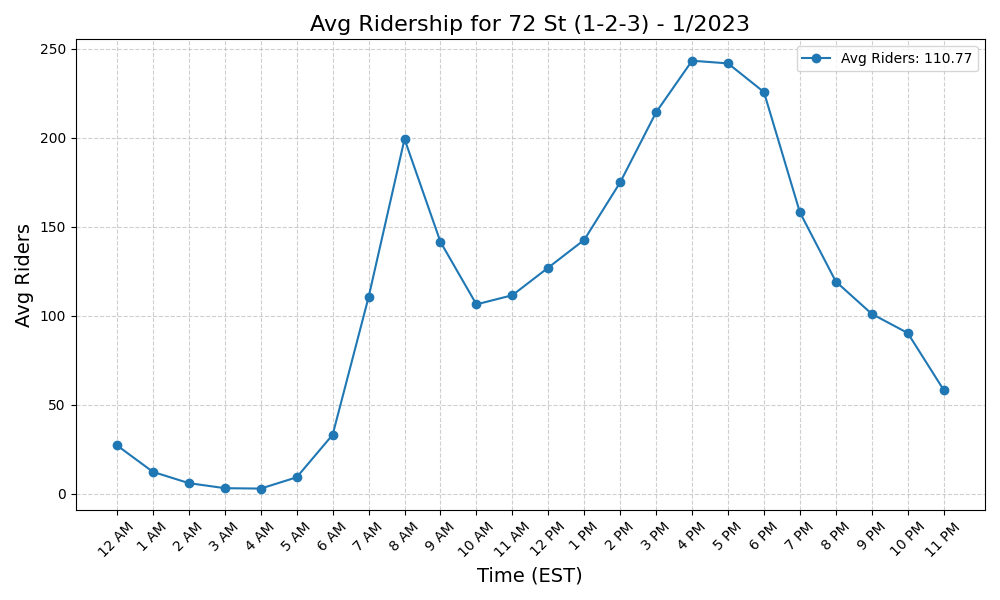 Avg Ridership for 72 St (1-2-3) - 1/2023
Avg Riders: 110.77
Avg Riders
250
200
150
100
50
0
12 AM
1 AM
2 AM
3 AM
4 AM
5 AM
6 AM
7 AM
8 AM
9 AM
10 AM
11 AM
12 PM
1 PM
2 PM
3 PM
4 PM
5 PM
6 PM
7 PM
8 PM
9 PM
10 PM
11 PM
Time (EST)